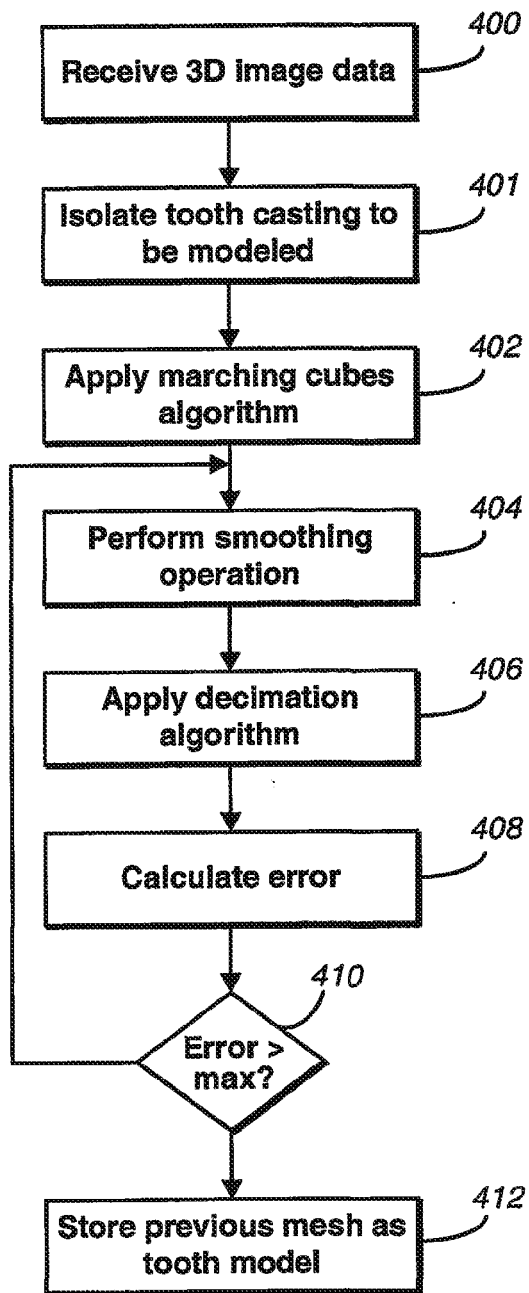 400
Receive 3D image data
401
Isolate tooth casting to
be modeled
402
Apply marching cubes
algorithm
404
Perform smoothing
operation
406
Apply decimation
algorithm
408
Calculate error
410
Error >
max?
412
Store previous mesh as
tooth model